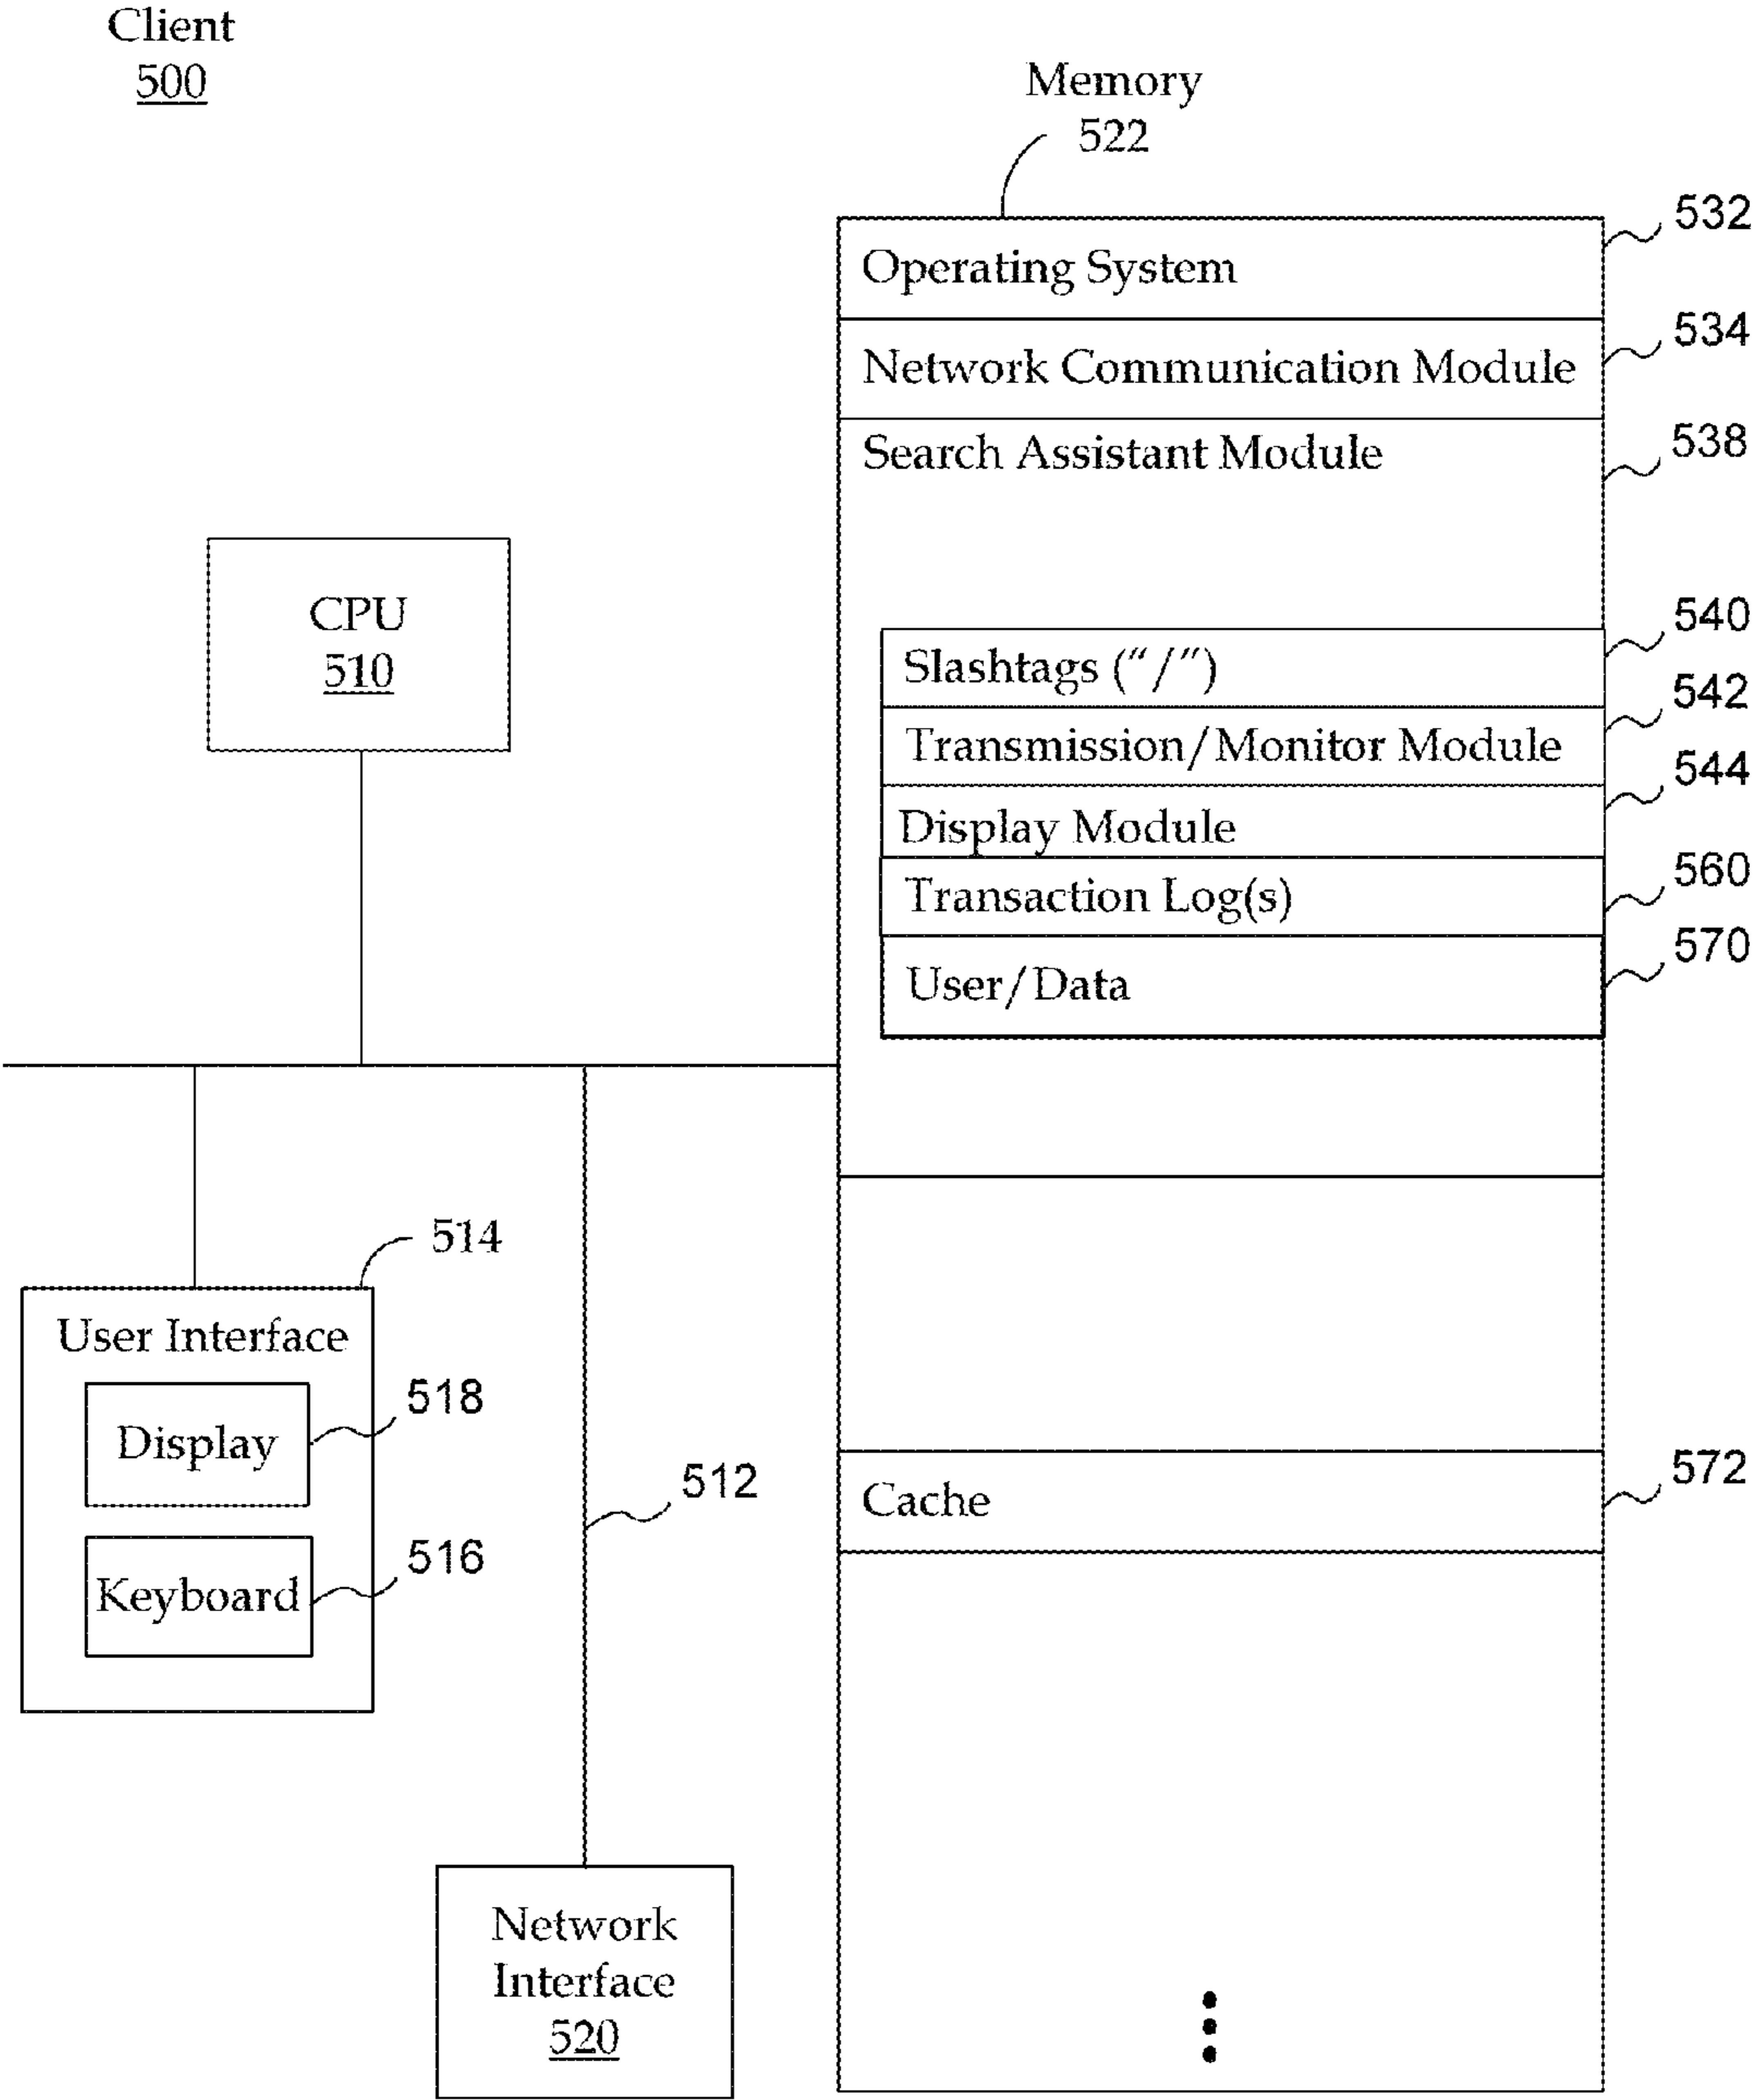 Client
500
Memory
522
Operating System
532
Network Communication Module
534
Search Assistant Module
538
CPU
510
Slashtags ("/")
540
Transmission/Monitor Module
542
Display Module
544
Transaction Log(s)
560
User/Data
570
514
User Interface
Display
518
Keyboard
516
512
Cache
572
Network
Interface
520